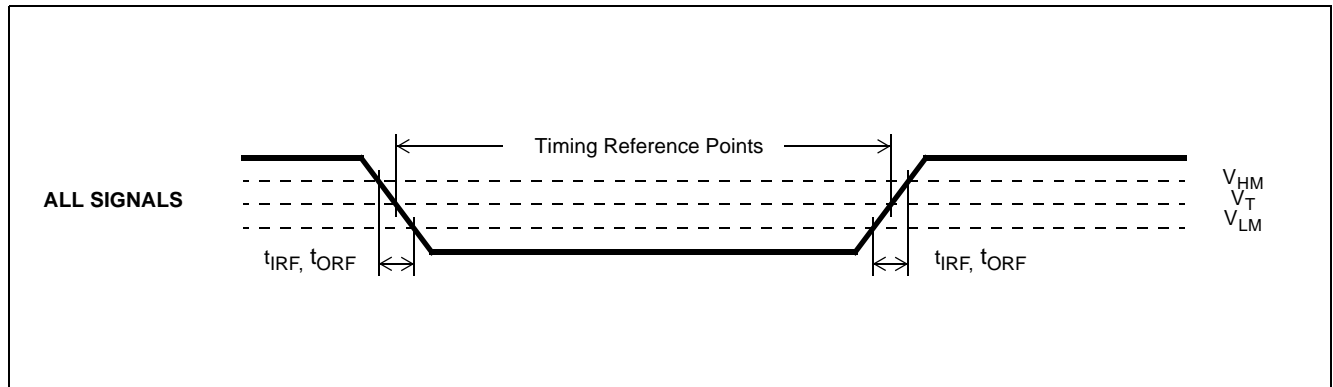 Timing Reference Points
ALL SIGNALS
V_HM
V_T
V_LM
t_IRF, t_ORF
t_IRF, t_ORF